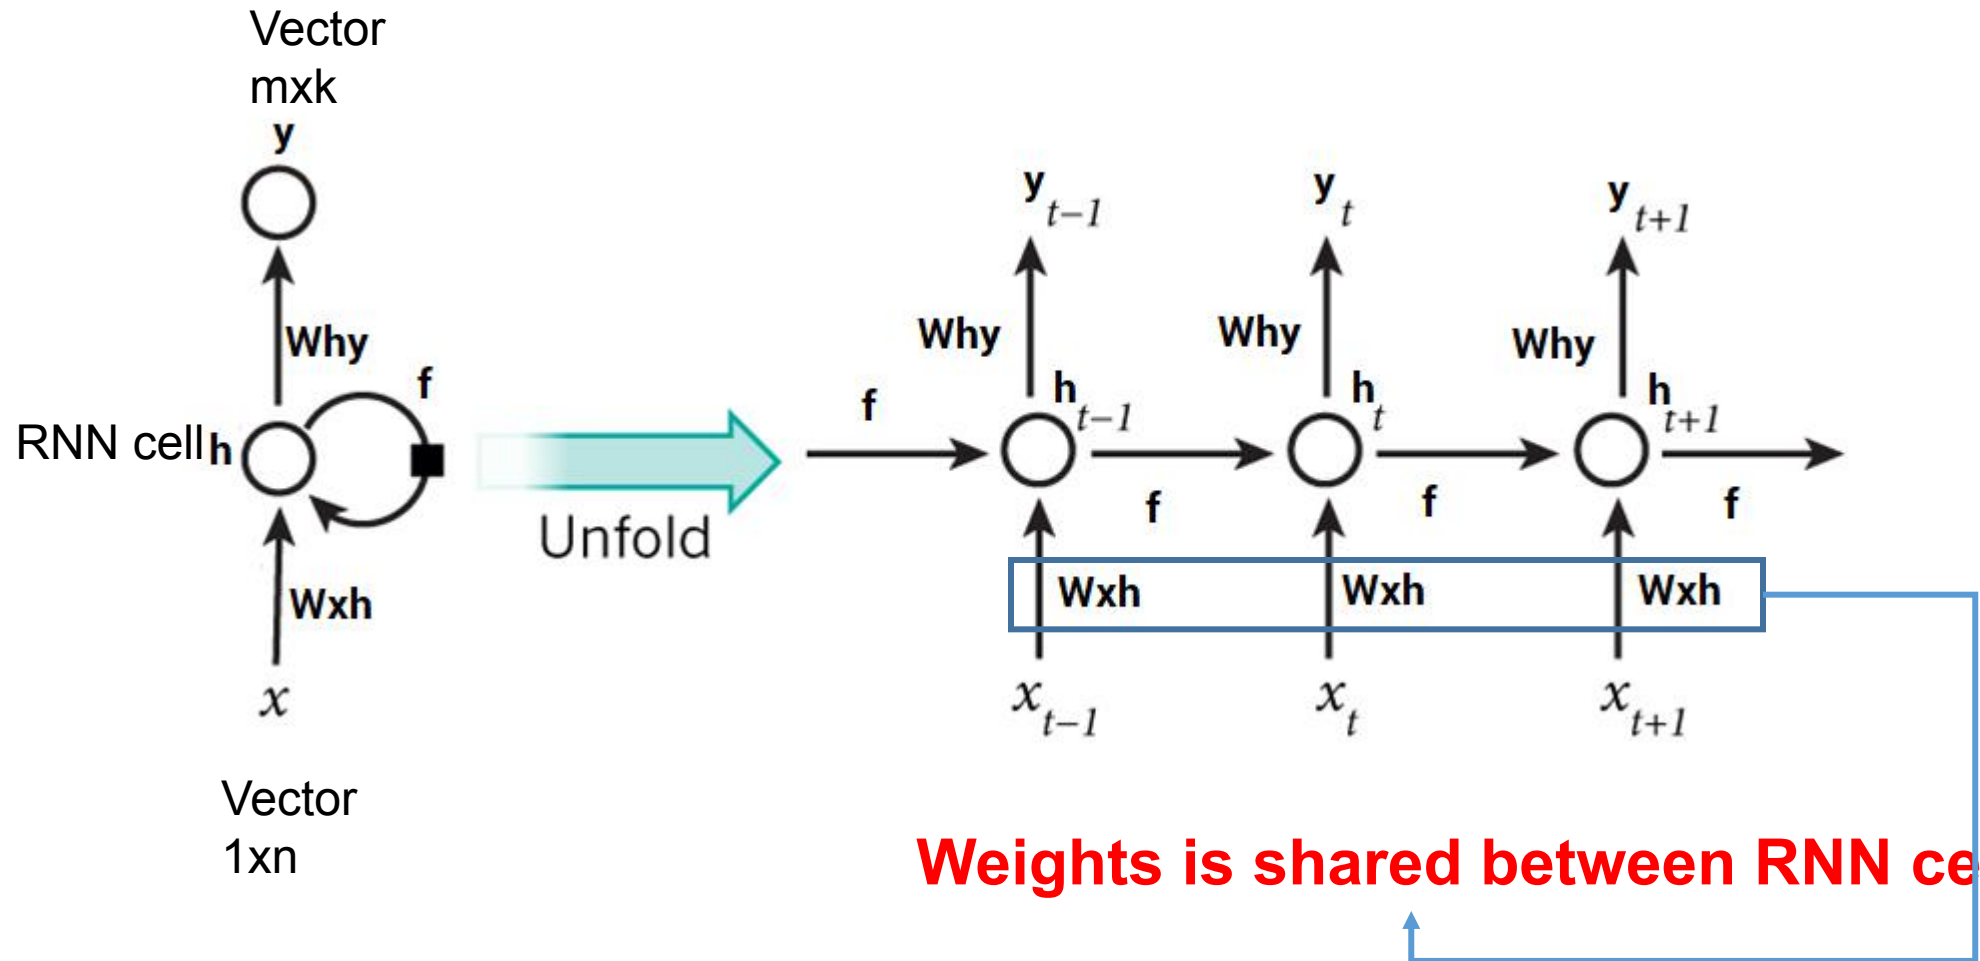 Vector
mxk
y
Why
f
RNN cell h
Wxh
x
Vector
1xn
Unfold
y t-1
y t
y t+1
Why
Why
Why
f
h t-1
h t
h t+1
f
f
f
Wxh
Wxh
Wxh
x t-1
x t
x t+1
Weights is shared between RNN ce